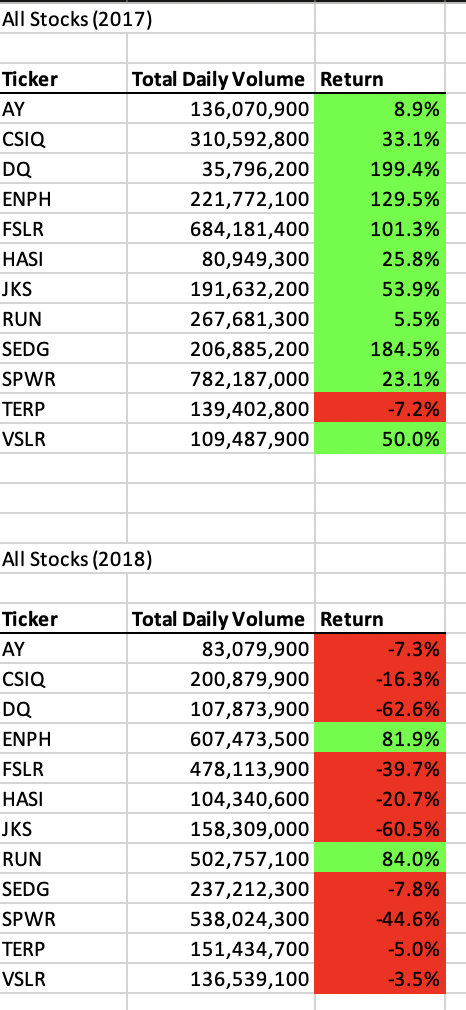 All Stocks (2017)
Ticker Total Daily Volume Return
AY 136,070,900 8.9%
CSIQ 310,592,800 33.1%
DQ 35,796,200 199.4%
ENPH 221,772,100 129.5%
FSLR 684,181,400 101.3%
HASI 80,949,300 25.8%
JKS 191,632,200 53.9%
RUN 267,681,300 5.5%
SEDG 206,885,200 184.5%
SPWR 782,187,000 23.1%
TERP 139,402,800 -7.2%
VSLR 109,487,900 50.0%
All Stocks (2018)
Ticker Total Daily Volume Return
AY 83,079,900 -7.3%
CSIQ 200,879,900 -16.3%
DQ 107,873,900 -62.6%
ENPH 607,473,500 81.9%
FSLR 478,113,900 -39.7%
HASI 104,340,600 -20.7%
JKS 158,309,000 -60.5%
RUN 502,757,100 84.0%
SEDG 237,212,300 -7.8%
SPWR 538,024,300 -44.6%
TERP 151,434,700 -5.0%
VSLR 136,539,100 -3.5%